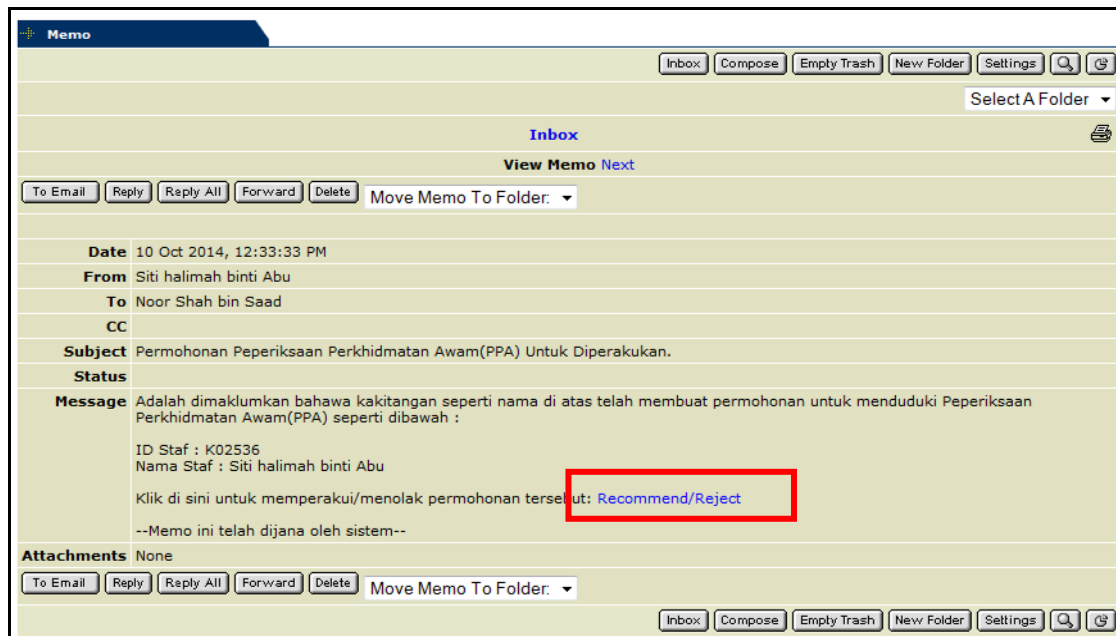 Memo
Inbox Compose Empty Trash New Folder Settings
Select A Folder
Inbox
View Memo Next
To Email Reply Reply All Forward Delete Move Memo To Folder:
Date 10 Oct 2014, 12:33:33 PM
From Siti halimah binti Abu
To Noor Shah bin Saad
CC
Subject Permohonan Peperiksaan Perkhidmatan Awam(PPA) Untuk Diperakukan.
Status
Message Adalah dimaklumkan bahawa kakitangan seperti nama di atas telah membuat permohonan untuk menduduki Peperiksaan
Perkhidmatan Awam(PPA) seperti dibawah :
ID Staf : K02536
Nama Staf : Siti halimah binti Abu
Klik di sini untuk memperakui/menolak permohonan tersebut: Recommend/Reject
--Memo ini telah dijana oleh sistem--
Attachments None
To Email Reply Reply All Forward Delete Move Memo To Folder:
Inbox Compose Empty Trash New Folder Settings